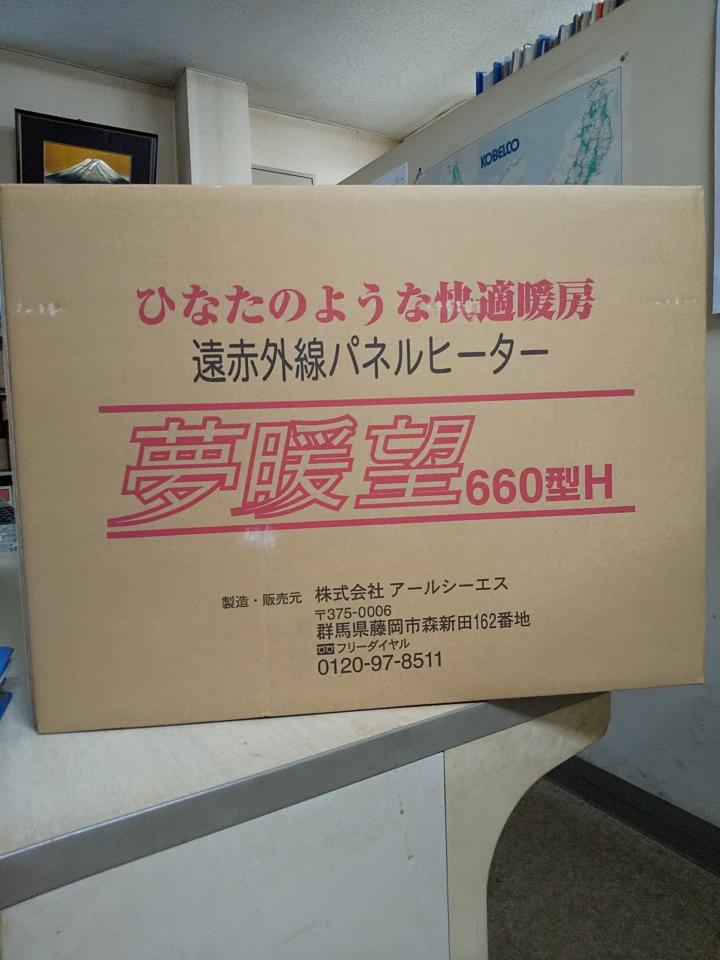 KOBELCO
ひなたのような快適暖房
遠赤外線パネルヒーター
夢暖望660型H
製造・販売元 株式会社 アールシーエス
〒375-0006
群馬県藤岡市森新田162番地
フリーダイヤル
0120-97-8511